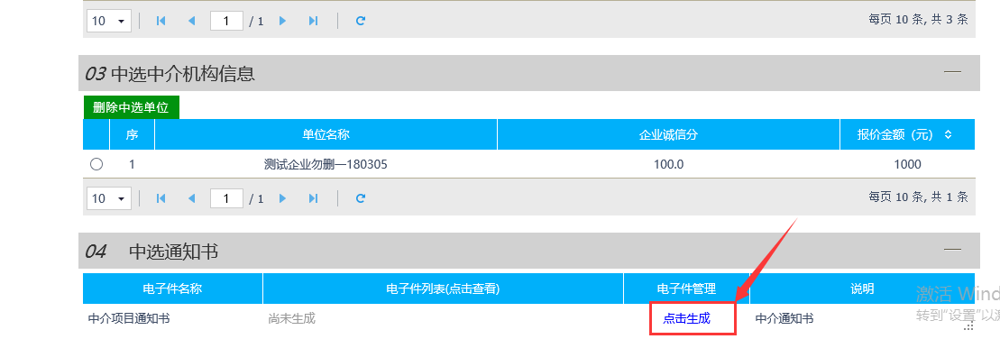 10 1 / 1 每页 10 条, 共 3 条
03 中选中介机构信息
删除中选单位
序 单位名称 企业诚信分 报价金额（元）
1 测试企业勿删一180305 100.0 1000
10 1 / 1 每页 10 条, 共 1 条
04 中选通知书
电子件名称 电子件列表(点击查看) 电子件管理 说明
激活 Wind
中介项目通知书 尚未生成 点击生成 中介通知书
转到"设置"以激